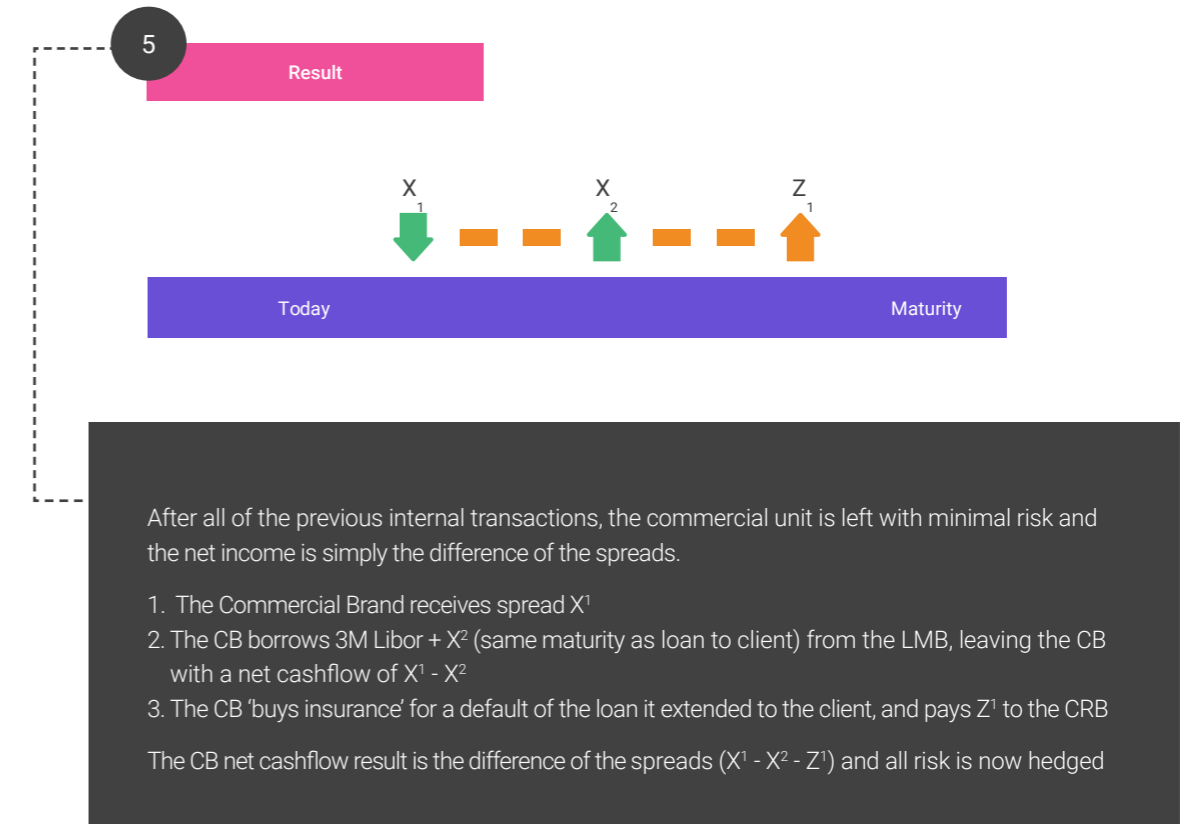 5
Result
X₁ X₂ Z₁
Today Maturity
After all of the previous internal transactions, the commercial unit is left with minimal risk and
the net income is simply the difference of the spreads.
1. The Commercial Brand receives spread X¹
2. The CB borrows 3M Libor + X² (same maturity as loan to client) from the LMB, leaving the CB
with a net cashflow of X¹ - X²
3. The CB ‘buys insurance’ for a default of the loan it extended to the client, and pays Z¹ to the CRB
The CB net cashflow result is the difference of the spreads (X¹ - X² - Z¹) and all risk is now hedged